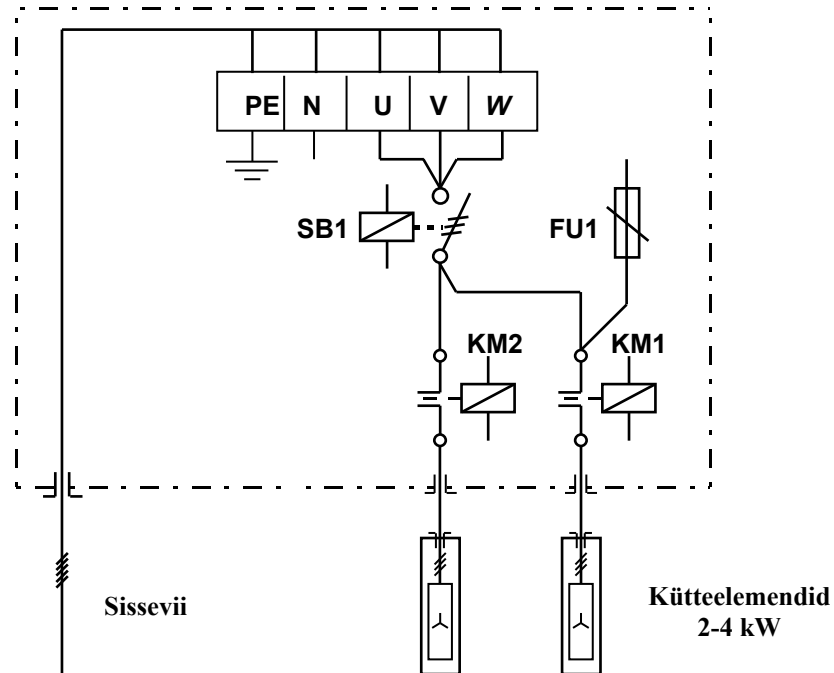 PE N U V W
SB1
FU1
KM2
KM1
Sissevii
Kütteelemendid
2-4 kW